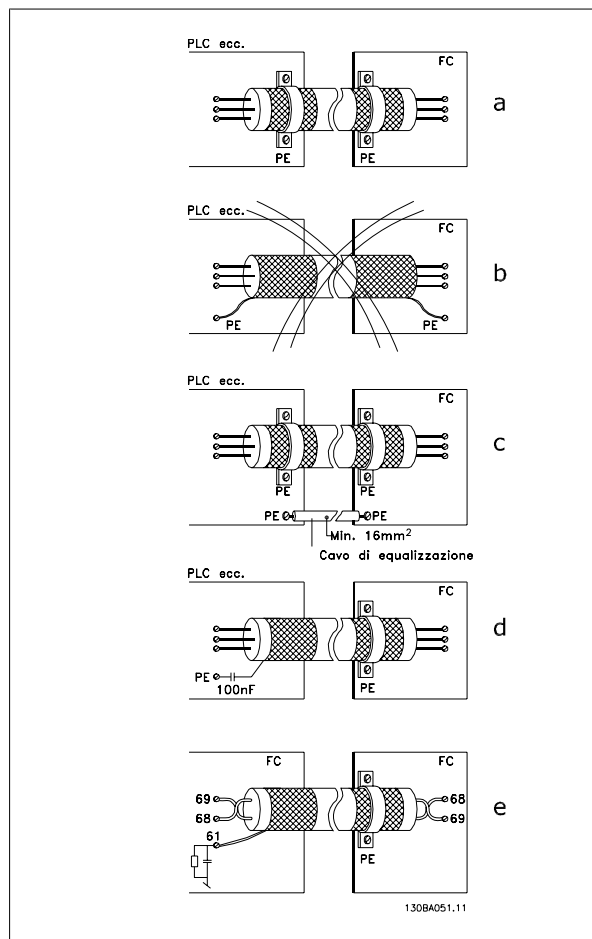 PLC ecc.
FC
a
PE PE
PLC ecc.
FC
b
PE PE
PLC ecc.
FC
c
PE PE
PE PE
Min. 16mm²
Cavo di equalizzazione
PLC ecc.
FC
d
PE
100nF
PE
FC FC
69 68
68 69
e
61
PE
130BA051.11